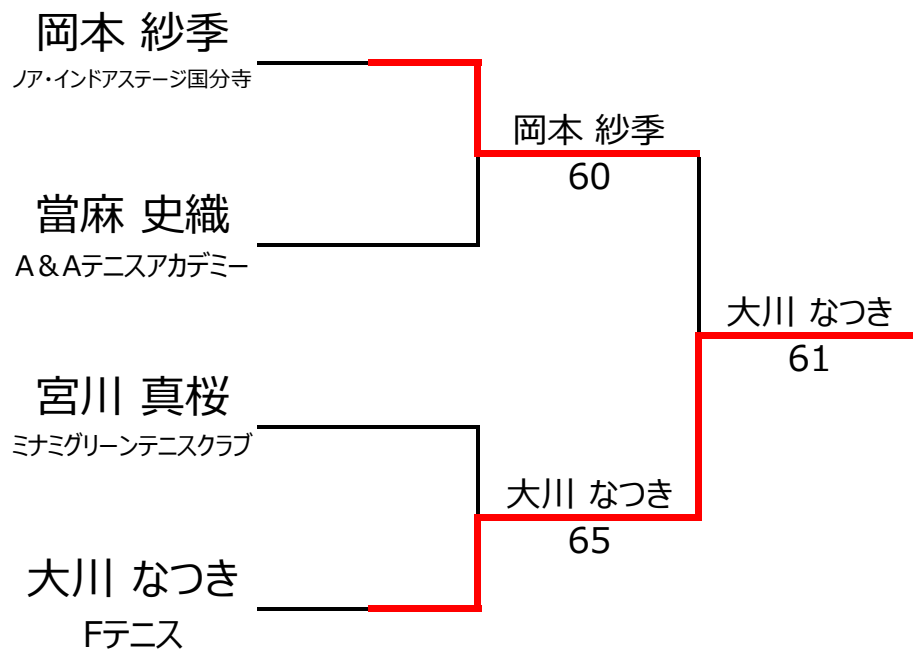 岡本 紗季
ノア・インドアステージ国分寺
岡本 紗季
60
當麻 史織
A＆Aテニスアカデミー
大川 なつき
61
宮川 真桜
ミナミグリーンテニスクラブ
大川 なつき
65
大川 なつき
Fテニス